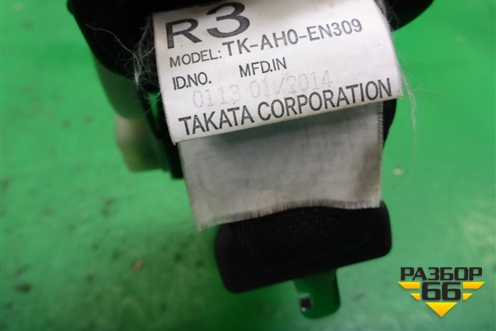 R3
MODEL: TK-AH0-EN309
ID.NO. MFD.IN
0113 01/2014
TAKATA CORPORATION
РАЗБОР
66